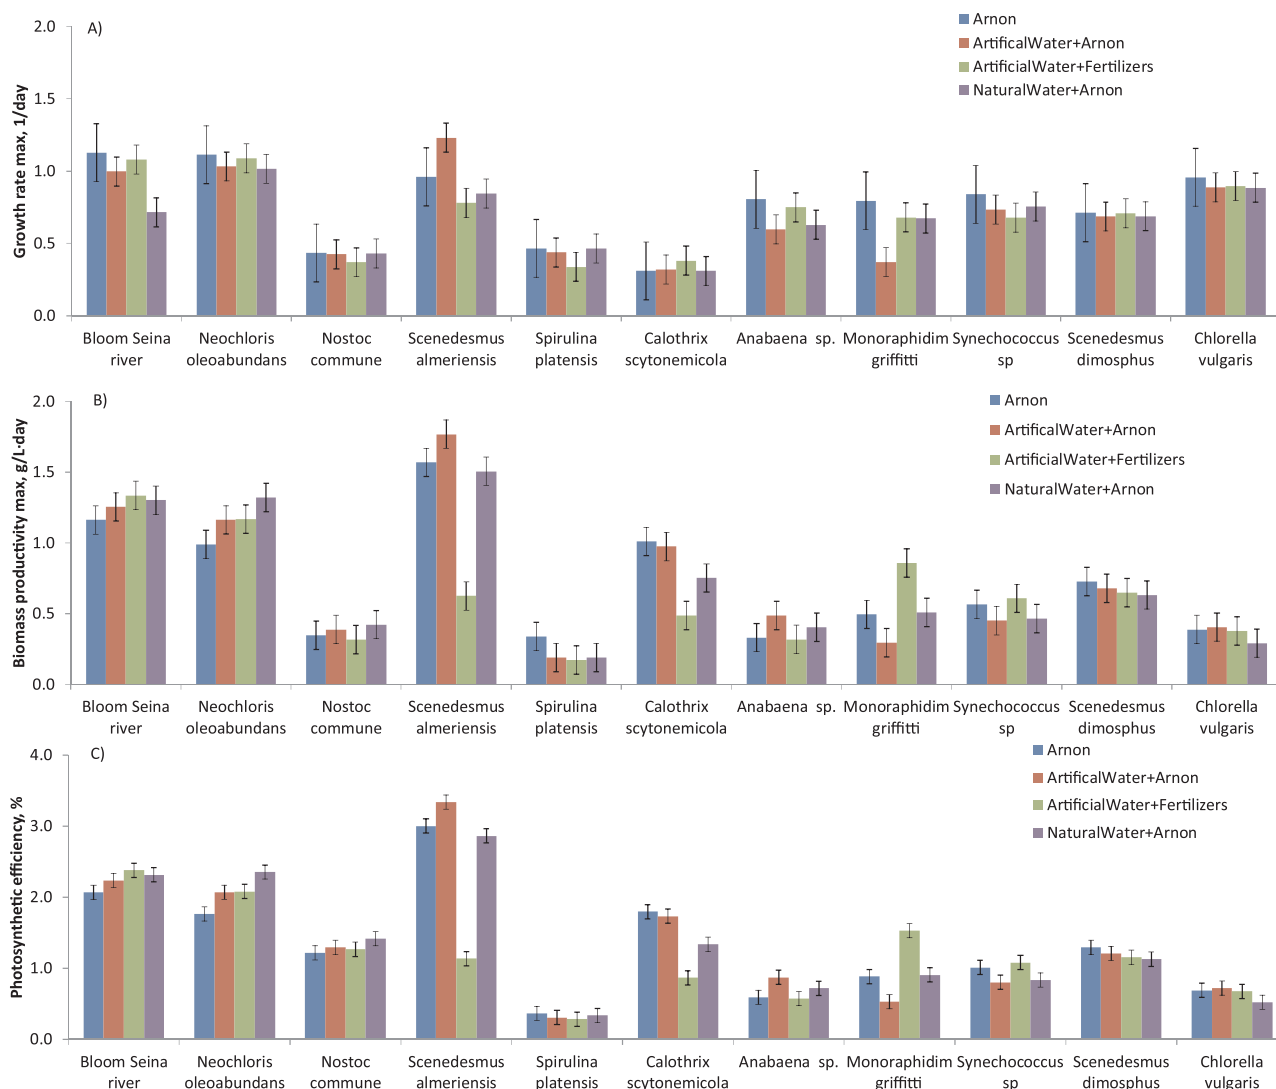 A)
Growth rate max, 1/day
2.0
1.5
1.0
0.5
0.0
Arnon
ArtificalWater+Arnon
ArtificialWater+Fertilizers
NaturalWater+Arnon
Bloom Seina river
Neochloris oleoabundans
Nostoc commune
Scenedesmus almeriensis
Spirulina platensis
Calothrix scytonemicola
Anabaena sp.
Monoraphidim griffitti
Synechococcus sp
Scenedesmus dimosphus
Chlorella vulgaris
B)
Biomass productivity max, g/L·day
2.0
1.5
1.0
0.5
0.0
Arnon
ArtificalWater+Arnon
ArtificialWater+Fertilizers
NaturalWater+Arnon
Bloom Seina river
Neochloris oleoabundans
Nostoc commune
Scenedesmus almeriensis
Spirulina platensis
Calothrix scytonemicola
Anabaena sp.
Monoraphidim griffitti
Synechococcus sp
Scenedesmus dimosphus
Chlorella vulgaris
C)
Photosynthetic efficiency, %
4.0
3.0
2.0
1.0
0.0
Arnon
ArtificalWater+Arnon
ArtificialWater+Fertilizers
NaturalWater+Arnon
Bloom Seina river
Neochloris oleoabundans
Nostoc commune
Scenedesmus almeriensis
Spirulina platensis
Calothrix scytonemicola
Anabaena sp.
Monoraphidim griffitti
Synechococcus sp
Scenedesmus dimosphus
Chlorella vulgaris